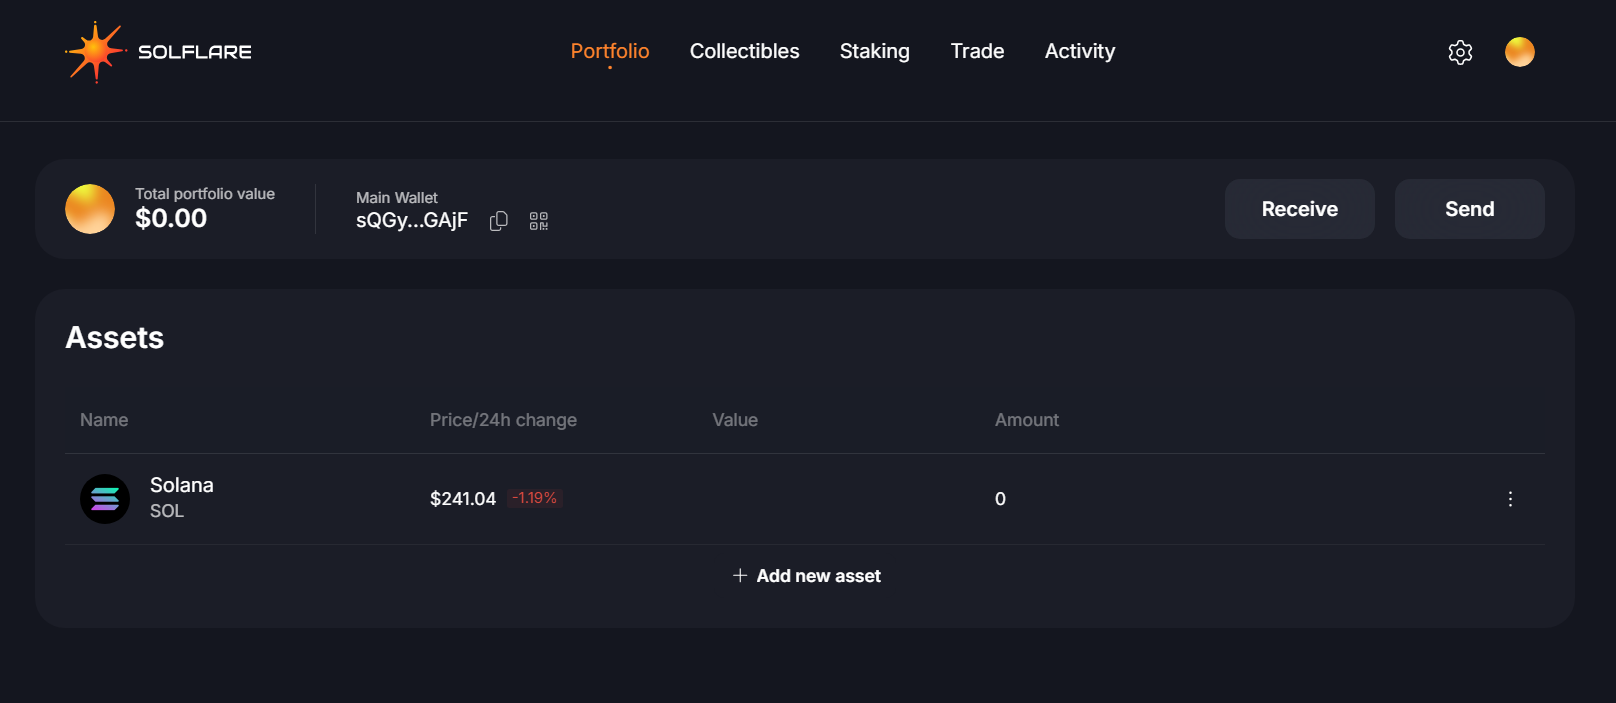 SOLFLARE
Portfolio Collectibles Staking Trade Activity
Total portfolio value
$0.00
Main Wallet
sQGy...GAjF
Receive Send
Assets
Name Price/24h change Value Amount
Solana
SOL
$241.04 -1.19% 0
Add new asset